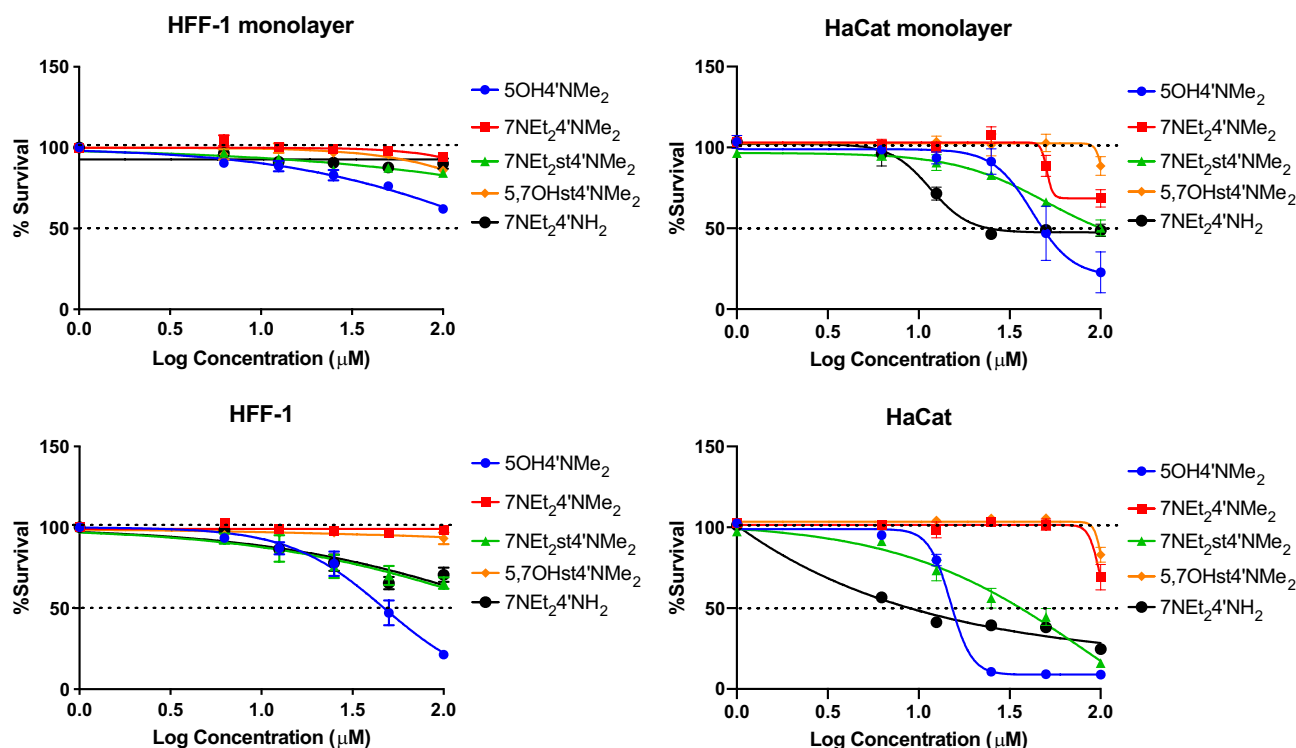 HFF-1 monolayer
150
100
50
0
% Survival
0.0 0.5 1.0 1.5 2.0
Log Concentration (μM)
5OH4'NMe₂
7NEt₂4'NMe₂
7NEt₂st4'NMe₂
5,7OHst4'NMe₂
7NEt₂4'NH₂
HaCat monolayer
150
100
50
0
%Survival
0.0 0.5 1.0 1.5 2.0
Log Concentration (μM)
5OH4'NMe₂
7NEt₂4'NMe₂
7NEt₂st4'NMe₂
5,7OHst4'NMe₂
7NEt₂4'NH₂
HFF-1
150
100
50
0
%Survival
0.0 0.5 1.0 1.5 2.0
Log Concentration (μM)
5OH4'NMe₂
7NEt₂4'NMe₂
7NEt₂st4'NMe₂
5,7OHst4'NMe₂
7NEt₂4'NH₂
HaCat
150
100
50
0
%Survival
0.0 0.5 1.0 1.5 2.0
Log Concentration (μM)
5OH4'NMe₂
7NEt₂4'NMe₂
7NEt₂st4'NMe₂
5,7OHst4'NMe₂
7NEt₂4'NH₂